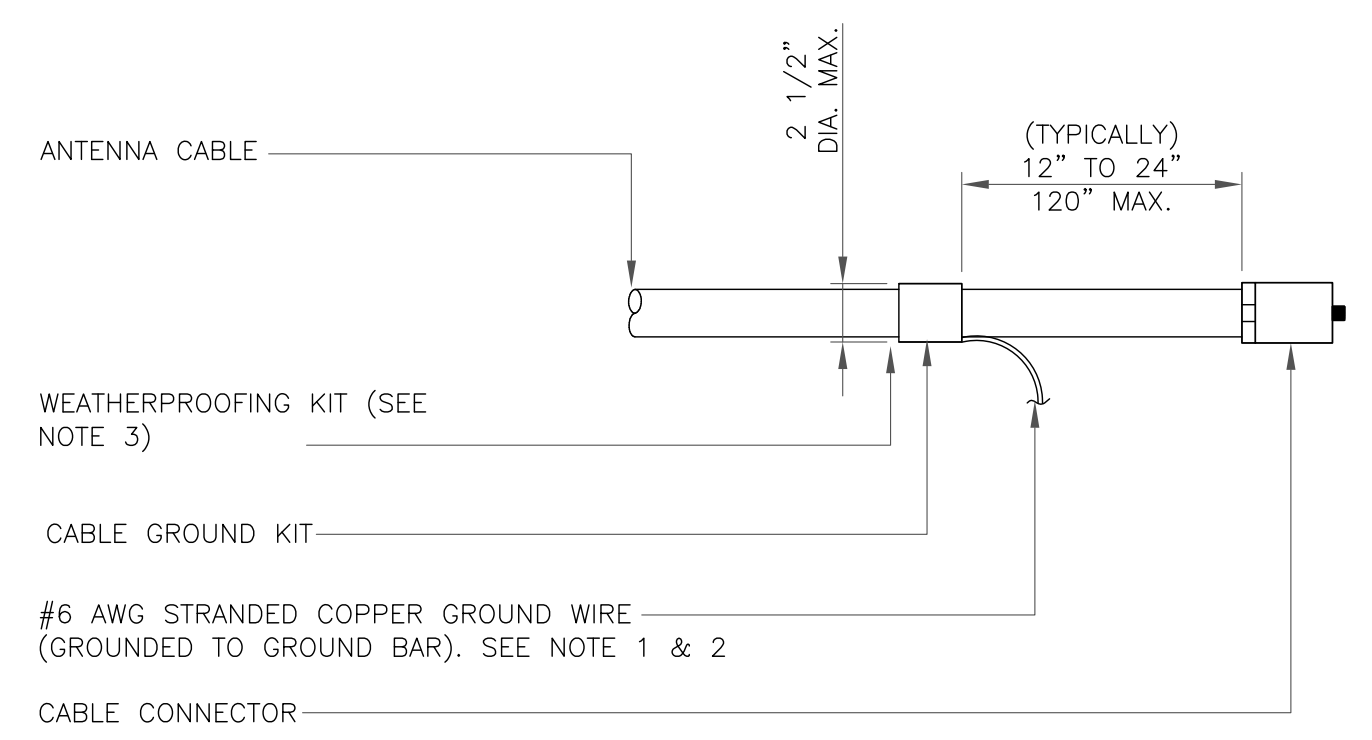 2 1/2”
DIA. MAX.
(TYPICALLY)
12” TO 24”
120” MAX.
ANTENNA CABLE
WEATHERPROOFING KIT (SEE
NOTE 3)
CABLE GROUND KIT
#6 AWG STRANDED COPPER GROUND WIRE
(GROUNDED TO GROUND BAR). SEE NOTE 1 & 2
CABLE CONNECTOR